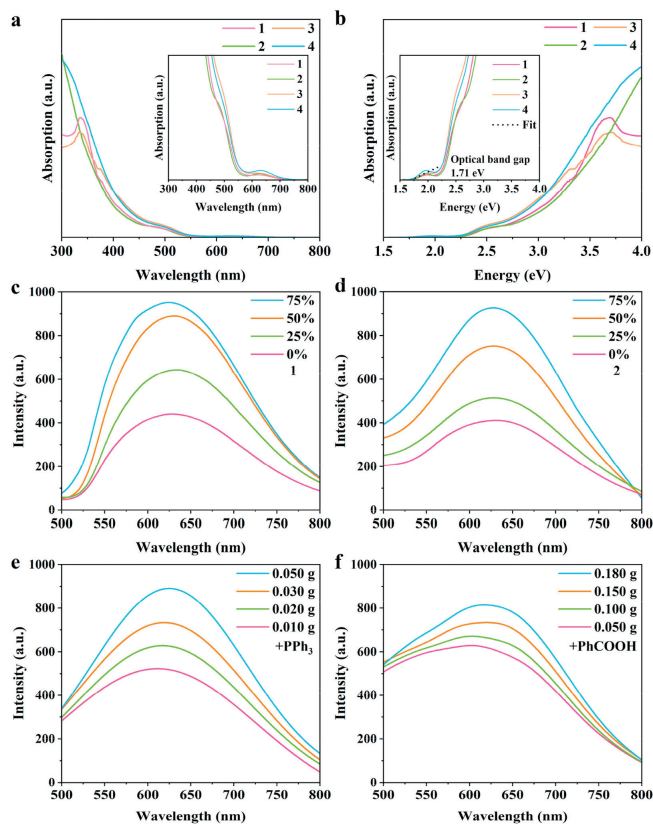 a
1 3
2 4
Absorption (a.u.)
Absorption (a.u.)
1
2
3
4
300 400 500 600 700 800
Wavelength (nm)
300 400 500 600 700 800
Wavelength (nm)
b
1 3
2 4
Absorption (a.u.)
Absorption (a.u.)
1
2
3
4
Fit
Optical band gap
1.71 eV
1.5 2.0 2.5 3.0 3.5 4.0
Energy (eV)
1.5 2.0 2.5 3.0 3.5 4.0
Energy (eV)
c
1000
800
600
400
200
0
Intensity (a.u.)
75%
50%
25%
0%
1
500 550 600 650 700 750 800
Wavelength (nm)
d
1000
800
600
400
200
0
Intensity (a.u.)
75%
50%
25%
0%
2
500 550 600 650 700 750 800
Wavelength (nm)
e
1000
800
600
400
200
0
Intensity (a.u.)
0.050 g
0.030 g
0.020 g
0.010 g
+PPh₃
500 550 600 650 700 750 800
Wavelength (nm)
f
1000
800
600
400
200
0
Intensity (a.u.)
0.180 g
0.150 g
0.100 g
0.050 g
+PhCOOH
500 550 600 650 700 750 800
Wavelength (nm)